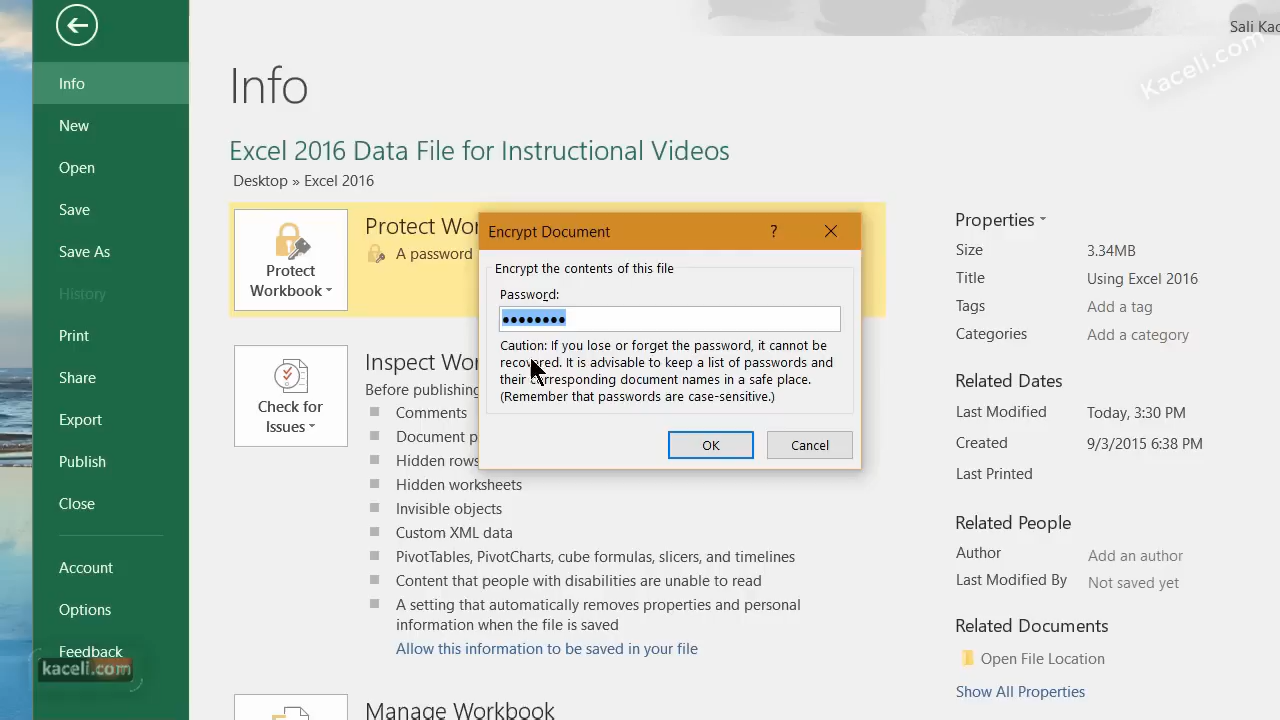 Sali Kac
Kaceli.com
Info
New
Open
Save
Save As
History
Print
Share
Export
Publish
Close
Account
Options
Feedback
kaceli.com
Info
Excel 2016 Data File for Instructional Videos
Desktop » Excel 2016
Protect
Workbook
Protect Wor
A password
Encrypt Document
?
Encrypt the contents of this file
Password:
Caution: If you lose or forget the password, it cannot be
recovered. It is advisable to keep a list of passwords and
their corresponding document names in a safe place.
(Remember that passwords are case-sensitive.)
OK
Cancel
Check for
Issues
Inspect Wor
Before publishing
Comments
Document p
Hidden rows
Hidden worksheets
Invisible objects
Custom XML data
PivotTables, PivotCharts, cube formulas, slicers, and timelines
Content that people with disabilities are unable to read
A setting that automatically removes properties and personal
information when the file is saved
Allow this information to be saved in your file
Manage Workbook
Properties
Size 3.34MB
Title Using Excel 2016
Tags Add a tag
Categories Add a category
Related Dates
Last Modified Today, 3:30 PM
Created 9/3/2015 6:38 PM
Last Printed
Related People
Author Add an author
Last Modified By Not saved yet
Related Documents
Open File Location
Show All Properties